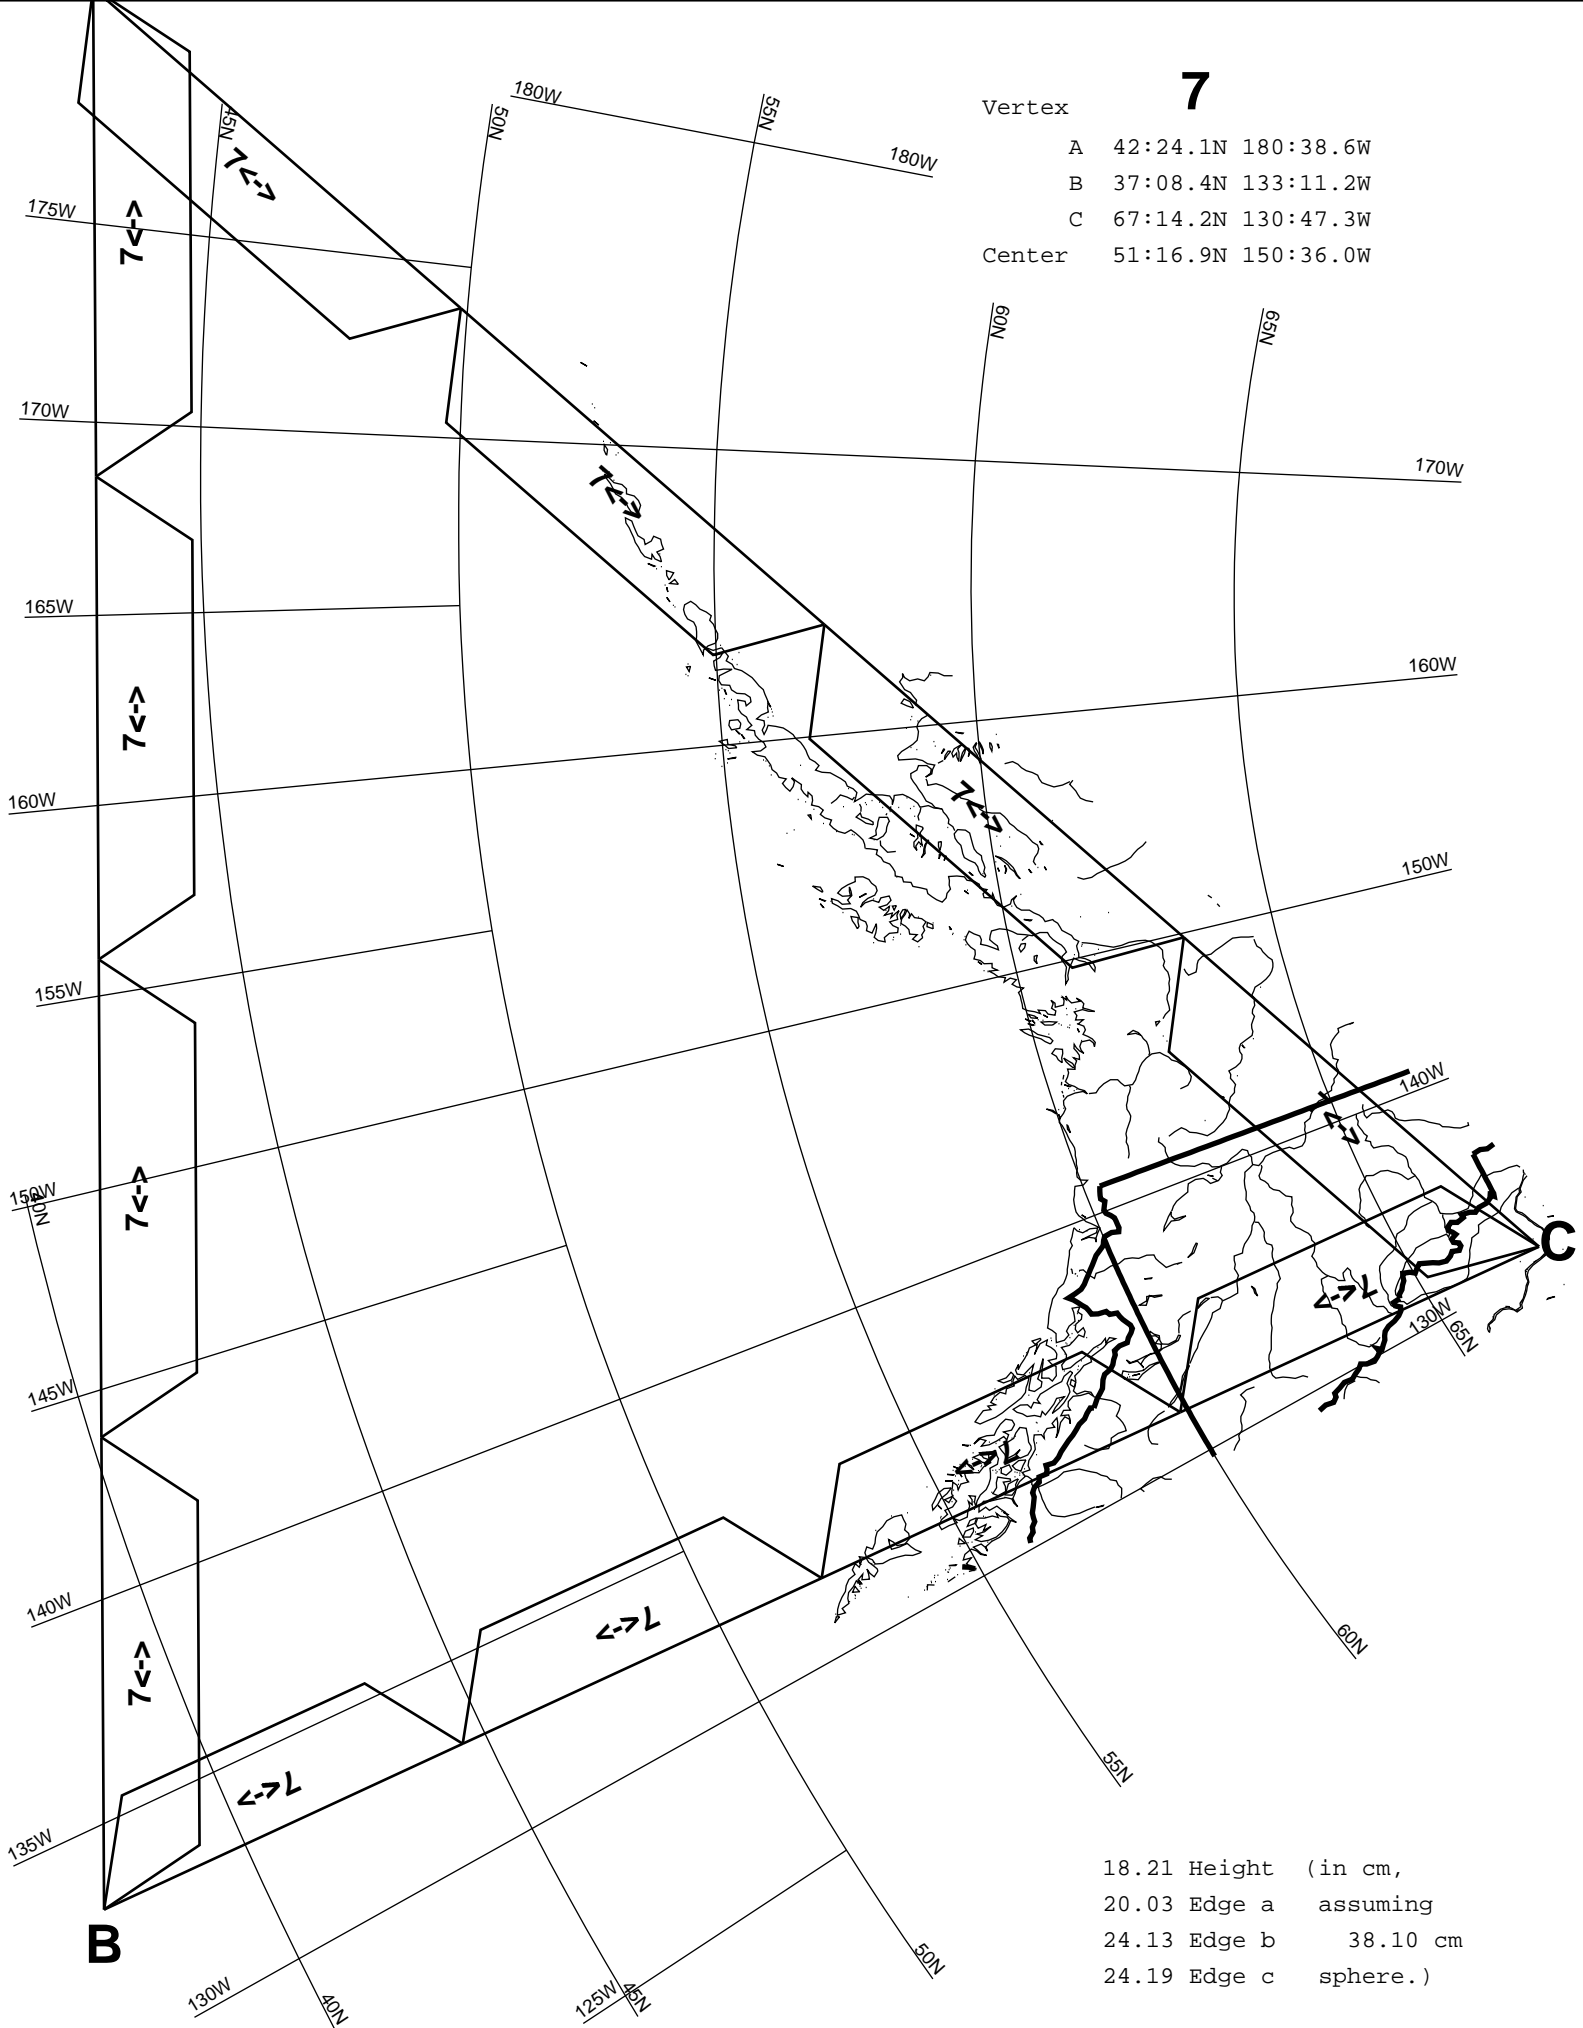 7
Vertex
A 42:24.1N 180:38.6W
B 37:08.4N 133:11.2W
C 67:14.2N 130:47.3W
Center 51:16.9N 150:36.0W
180W
55N
50N
45N
180W
7<->
175W
7<->
60N
65N
170W
170W
7<->
165W
160W
7<->
160W
7<->
150W
155W
140W
7<->
150W
40N
7<->
C
7<->
130W
65N
145W
7<->
140W
7<->
60N
7<->
55N
7<->
135W
B
50N
130W
40N
125W
45N
18.21 Height (in cm,
20.03 Edge a assuming
24.13 Edge b 38.10 cm
24.19 Edge c sphere.)